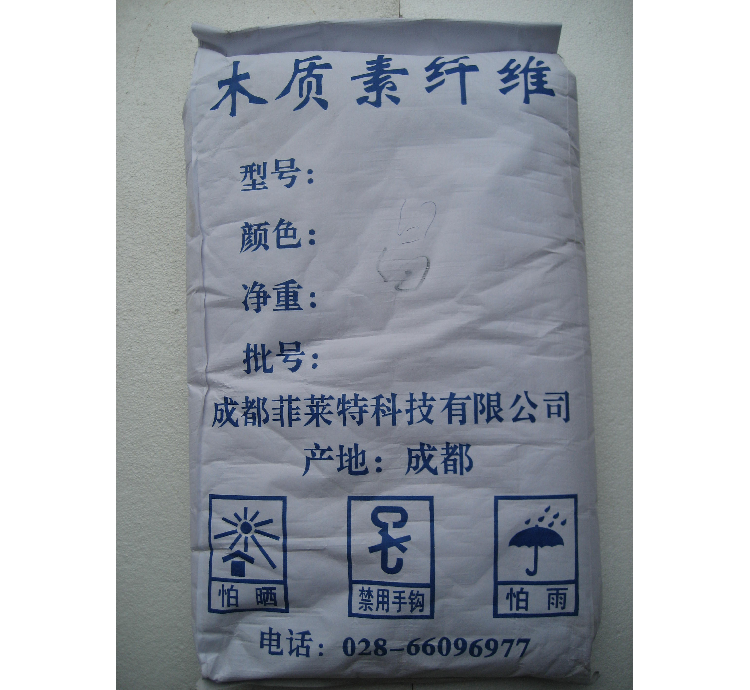 木质素纤维
型号：
颜色：
净重：
批号：
成都菲莱特科技有限公司
产地：成都
怕晒 禁用手钩 怕雨
电话：028-66096977